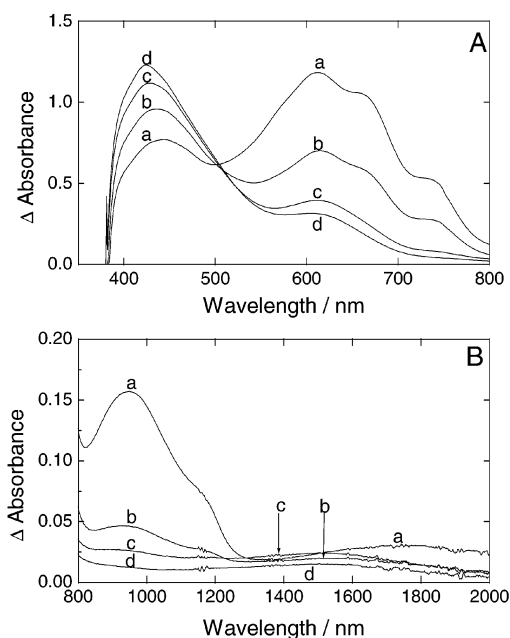 A
1.5
1.0
0.5
0.0
Δ Absorbance
d
c
b
a
a
b
c
d
400 500 600 700 800
Wavelength / nm
B
0.20
0.15
0.10
0.05
0.00
Δ Absorbance
a
b
c
d
c
b
a
d
800 1000 1200 1400 1600 1800 2000
Wavelength / nm